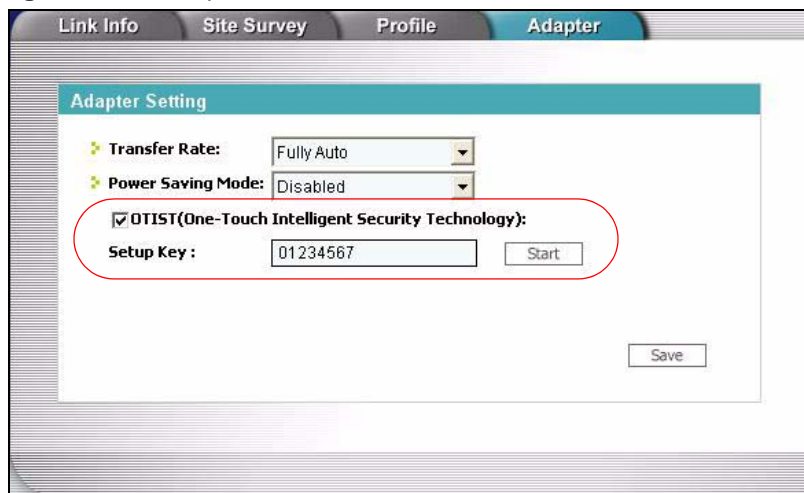 Link Info Site Survey Profile Adapter
Adapter Setting
Transfer Rate: Fully Auto
Power Saving Mode: Disabled
OTIST(One-Touch Intelligent Security Technology):
Setup Key : 01234567 Start
Save